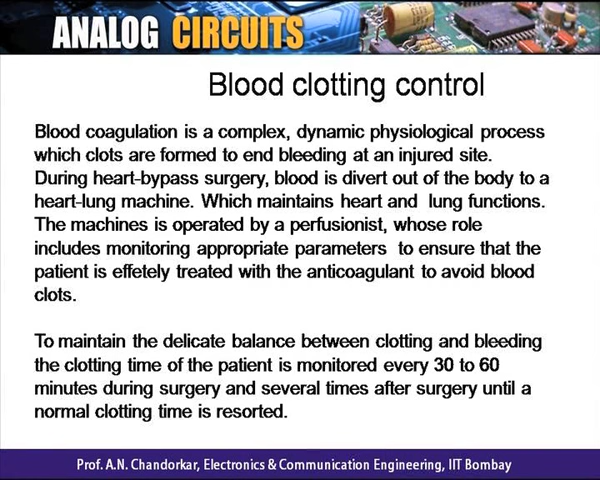 ANALOG CIRCUITS
Blood clotting control
Blood coagulation is a complex, dynamic physiological process
which clots are formed to end bleeding at an injured site.
During heart-bypass surgery, blood is divert out of the body to a
heart-lung machine. Which maintains heart and lung functions.
The machines is operated by a perfusionist, whose role
includes monitoring appropriate parameters to ensure that the
patient is effetely treated with the anticoagulant to avoid blood
clots.
To maintain the delicate balance between clotting and bleeding
the clotting time of the patient is monitored every 30 to 60
minutes during surgery and several times after surgery until a
normal clotting time is resorted.
Prof. A.N. Chandorkar, Electronics & Communication Engineering, IIT Bombay